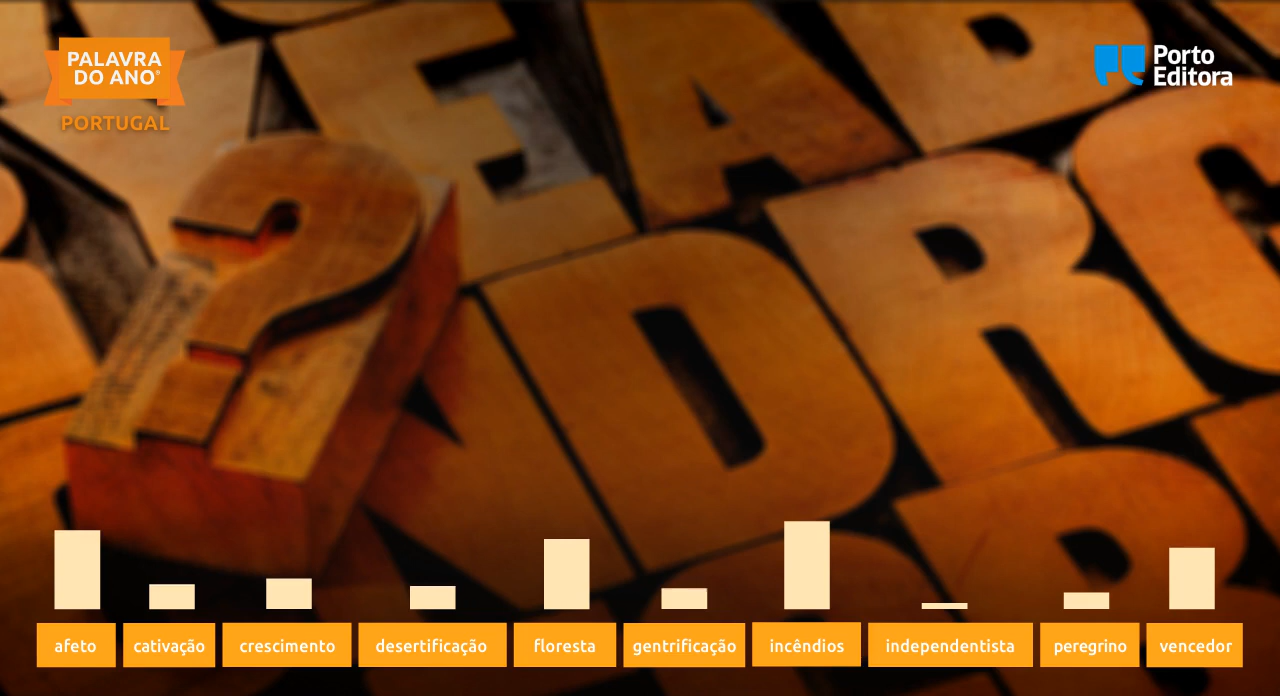 PALAVRA
DO ANO®
PORTUGAL
Porto
Editora
afeto
cativação
crescimento
desertificação
floresta
gentrificação
incêndios
independentista
peregrino
vencedor